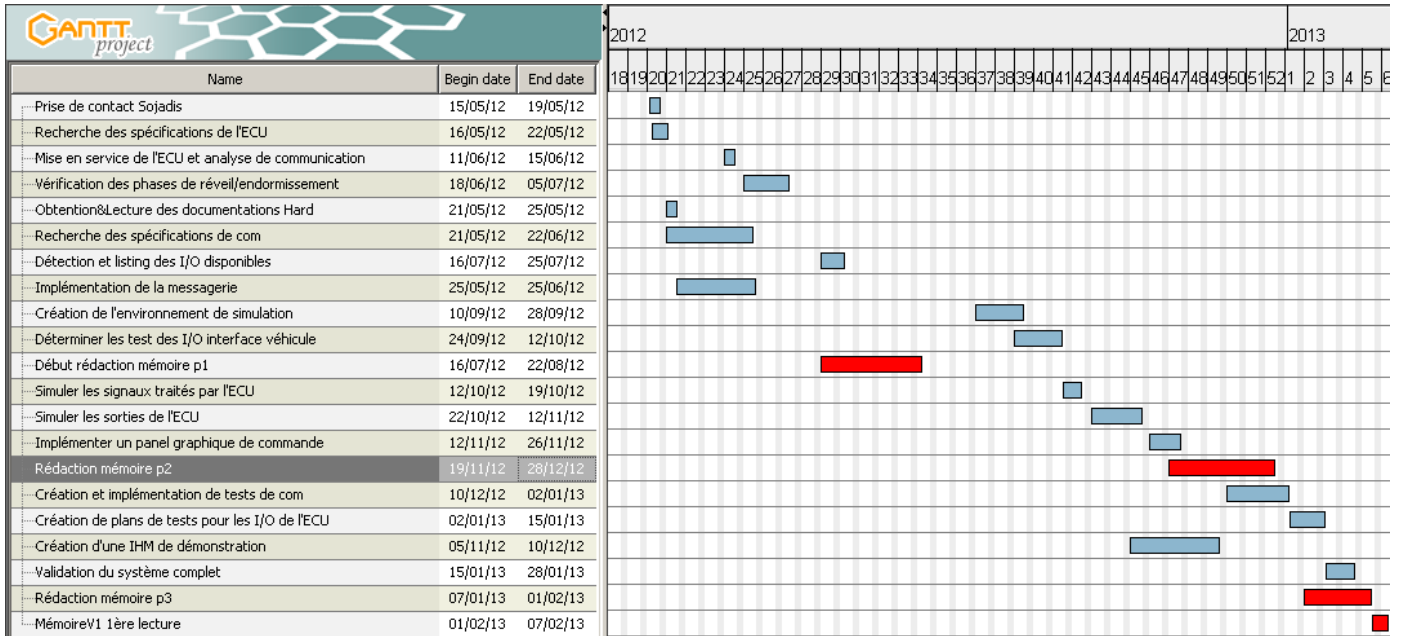 GANTT
project
2012 2013
Name Begin date End date 18 19 20 21 22 23 24 25 26 27 28 29 30 31 32 33 34 35 36 37 38 39 40 41 42 43 44 45 46 47 48 49 50 51 52 1 2 3 4 5 6
Prise de contact Sojadis 15/05/12 19/05/12
Recherche des spécifications de l'ECU 16/05/12 22/05/12
Mise en service de l'ECU et analyse de communication 11/06/12 15/06/12
Vérification des phases de réveil/endormissement 18/06/12 05/07/12
Obtention&Lecture des documentations Hard 21/05/12 25/05/12
Recherche des spécifications de com 21/05/12 22/06/12
Détection et listing des I/O disponibles 16/07/12 25/07/12
Implémentation de la messagerie 25/05/12 25/06/12
Création de l'environnement de simulation 10/09/12 28/09/12
Déterminer les test des I/O interface véhicule 24/09/12 12/10/12
Début rédaction mémoire p1 16/07/12 22/08/12
Simuler les signaux traités par l'ECU 12/10/12 19/10/12
Simuler les sorties de l'ECU 22/10/12 12/11/12
Implémenter un panel graphique de commande 12/11/12 26/11/12
Rédaction mémoire p2 19/11/12 28/12/12
Création et implémentation de tests de com 10/12/12 02/01/13
Création de plans de tests pour les I/O de l'ECU 02/01/13 15/01/13
Création d'une IHM de démonstration 05/11/12 10/12/12
Validation du système complet 15/01/13 28/01/13
Rédaction mémoire p3 07/01/13 01/02/13
MémoireV1 1ère lecture 01/02/13 07/02/13